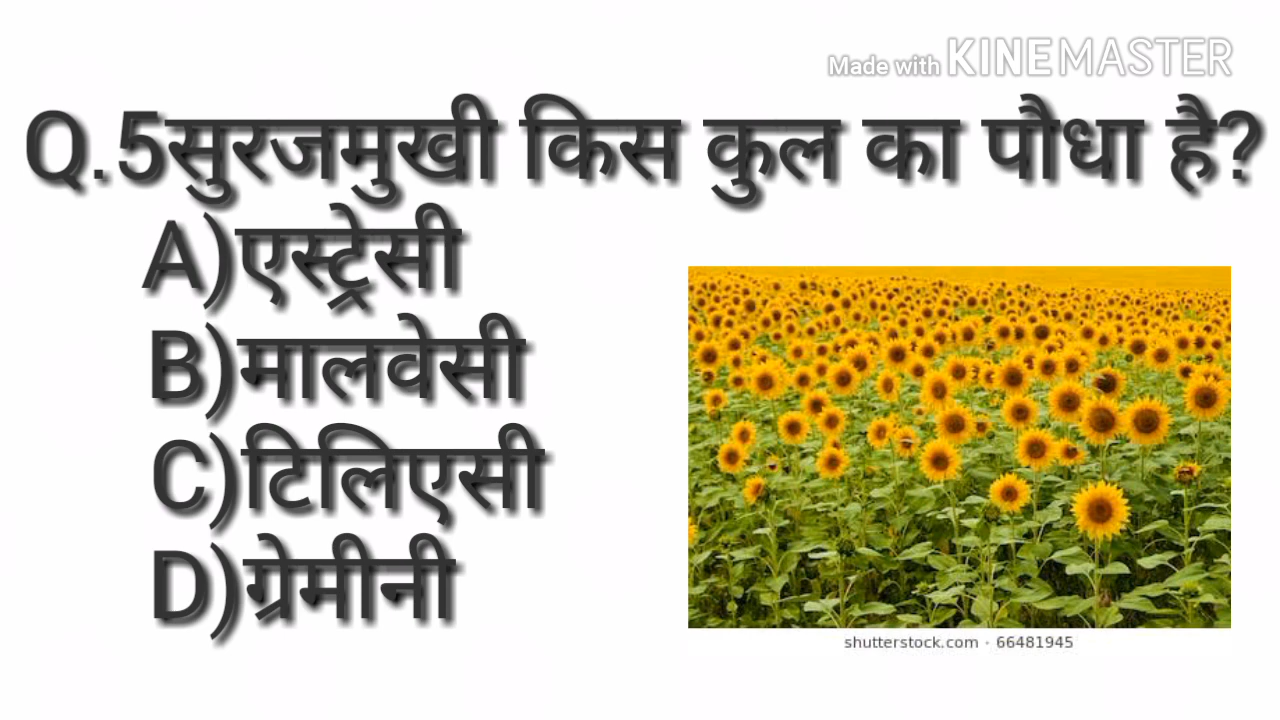 Made with KINEMASTER
Q.5सुरजमुखी किस कुल का पौधा है?
A)एस्ट्रेसी
B)मालवेसी
C)टिलिएसी
D)ग्रेमीनी
shutterstock.com · 66481945